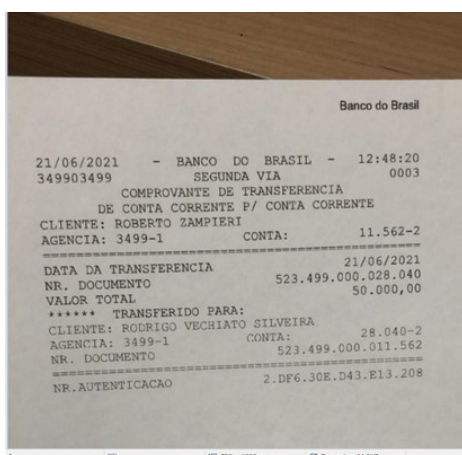 Banco do Brasil
21/06/2021 - BANCO DO BRASIL - 12:48:20
349903499 SEGUNDA VIA 0003
COMPROVANTE DE TRANSFERENCIA
DE CONTA CORRENTE P/ CONTA CORRENTE
CLIENTE: ROBERTO ZAMPIERI
AGENCIA: 3499-1 CONTA: 11.562-2
================================================
DATA DA TRANSFERENCIA 21/06/2021
NR. DOCUMENTO 523.499.000.028.040
VALOR TOTAL 50.000,00
****** TRANSFERIDO PARA:
CLIENTE: RODRIGO VECHIATO SILVEIRA
AGENCIA: 3499-1 CONTA: 28.040-2
NR. DOCUMENTO 523.499.000.011.562
================================================
NR.AUTENTICACAO 2.DF6.30E.D43.E13.208